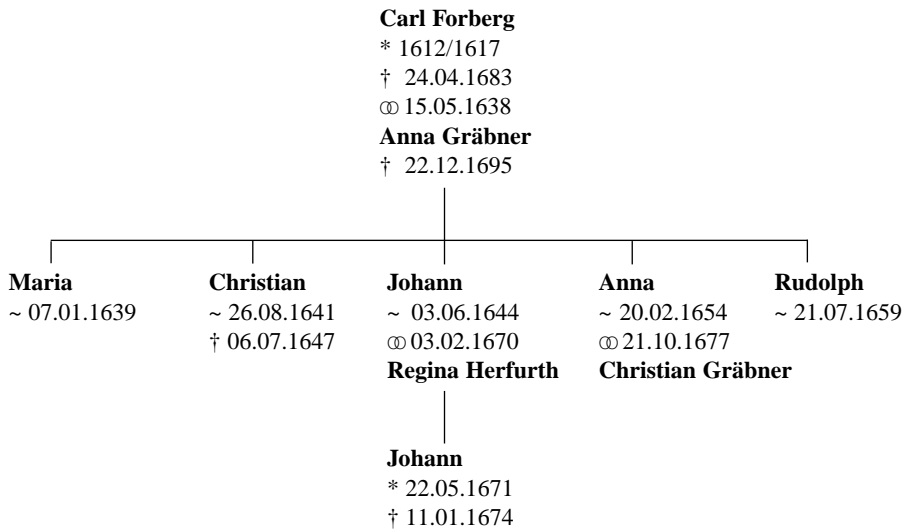 Carl Forberg
* 1612/1617
† 24.04.1683
⚭ 15.05.1638
Anna Gräbner
† 22.12.1695
Maria
~ 07.01.1639
Christian
~ 26.08.1641
† 06.07.1647
Johann
~ 03.06.1644
⚭ 03.02.1670
Regina Herfurth
Anna
~ 20.02.1654
⚭ 21.10.1677
Christian Gräbner
Rudolph
~ 21.07.1659
Johann
* 22.05.1671
† 11.01.1674